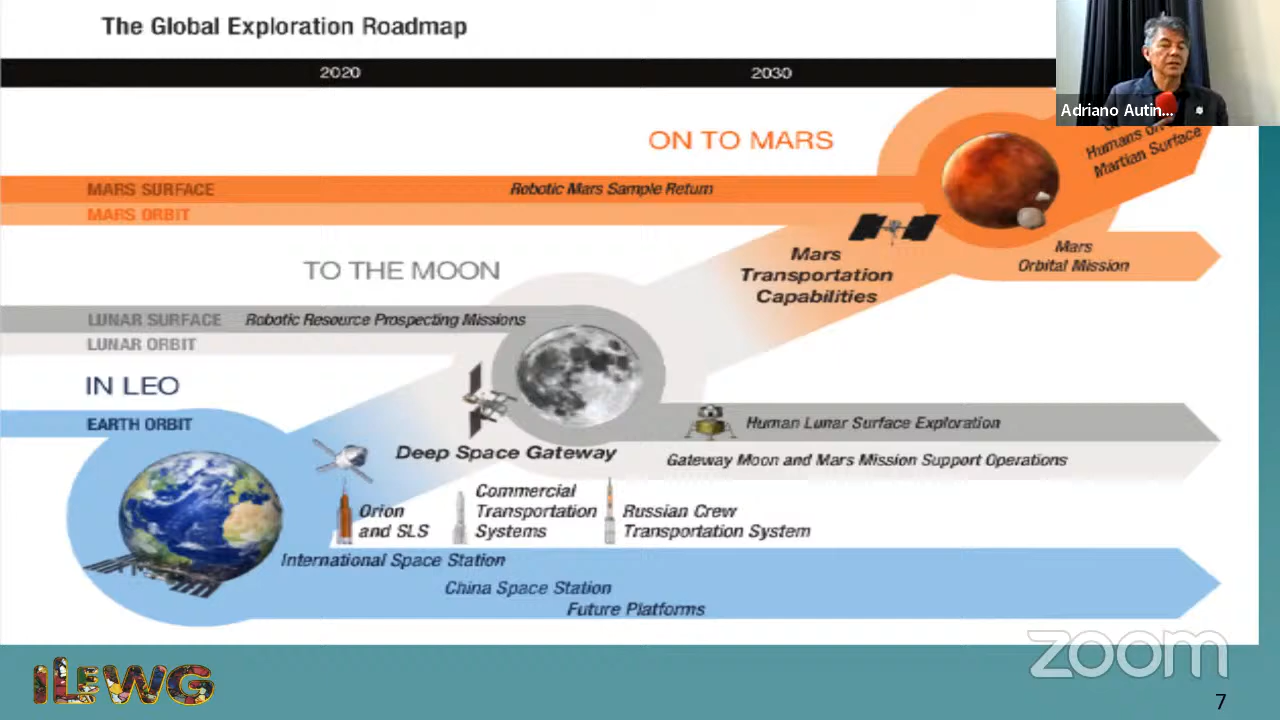 The Global Exploration Roadmap
2020
2030
Adriano Autin...
ON TO MARS
Humans on
Martian Surface
MARS SURFACE
Robotic Mars Sample Return
MARS ORBIT
Mars
Transportation
Capabilities
Mars
Orbital Mission
TO THE MOON
LUNAR SURFACE
Robotic Resource Prospecting Missions
LUNAR ORBIT
IN LEO
EARTH ORBIT
Human Lunar Surface Exploration
Deep Space Gateway
Gateway Moon and Mars Mission Support Operations
Orion
and SLS
Commercial
Transportation
Systems
Russian Crew
Transportation System
International Space Station
China Space Station
Future Platforms
zoom
ILEWG
7